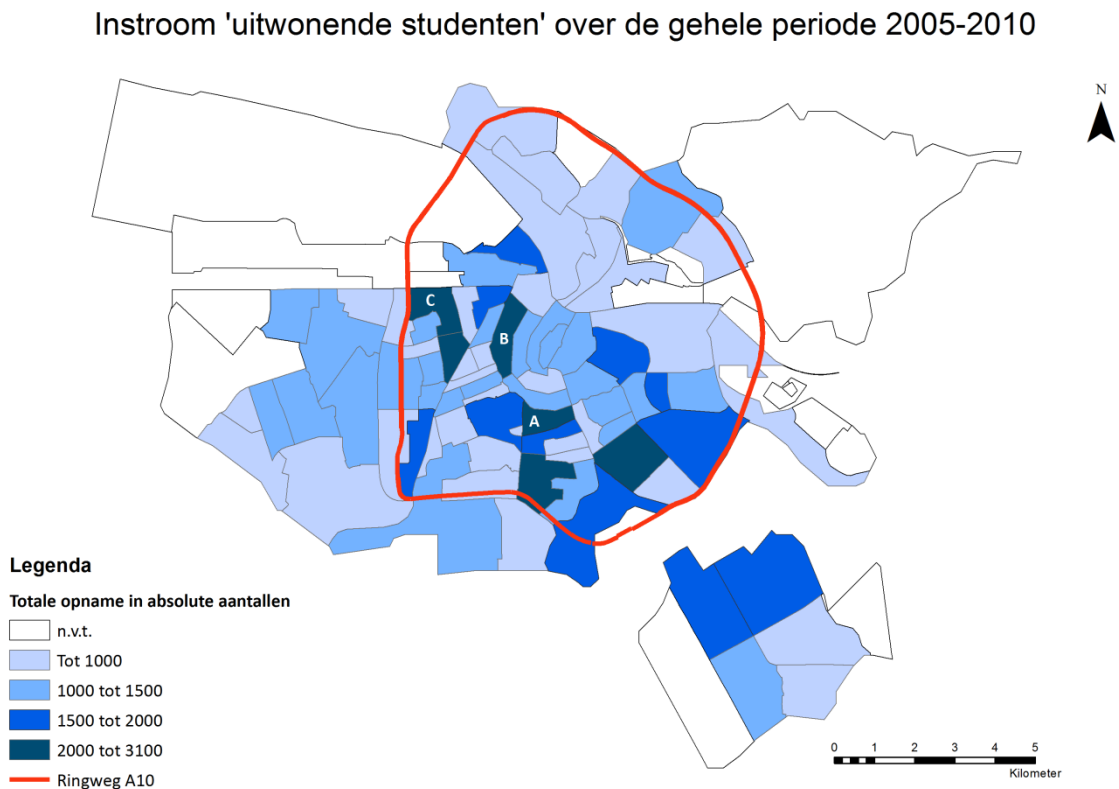 Instroom 'uitwonende studenten' over de gehele periode 2005-2010
N
C
B
A
Legenda
Totale opname in absolute aantallen
n.v.t.
Tot 1000
1000 tot 1500
1500 tot 2000
2000 tot 3100
Ringweg A10
0 1 2 3 4 5
Kilometer